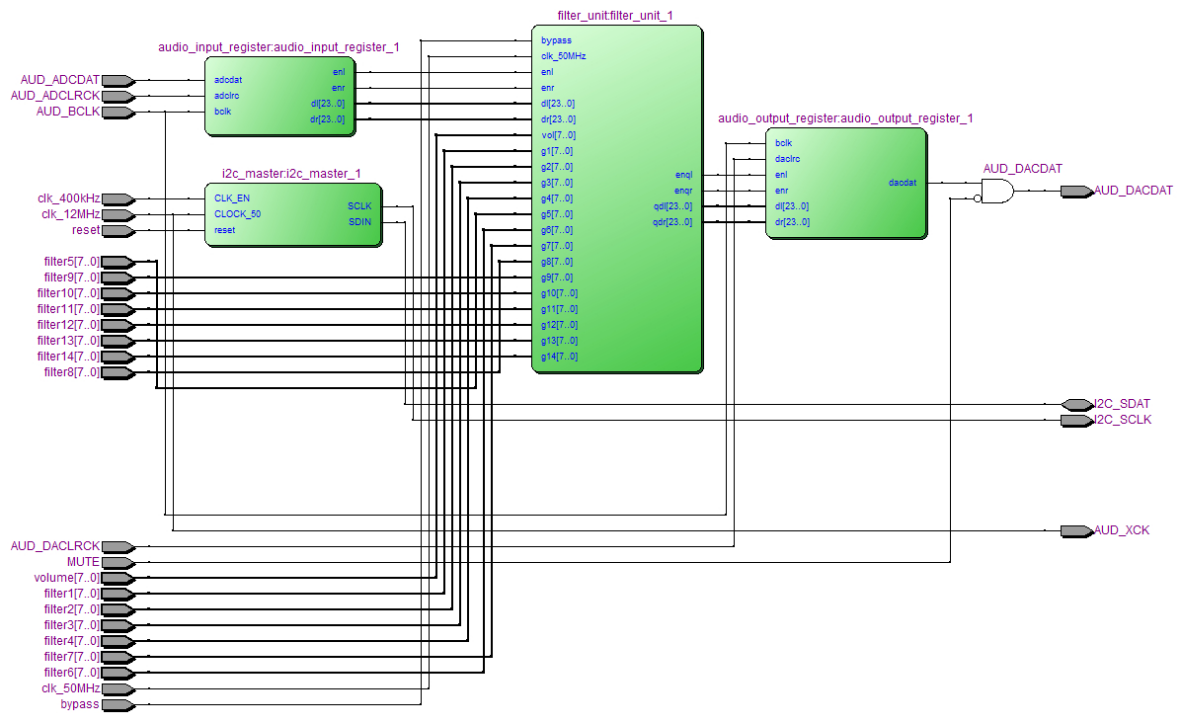 filter_unit:filter_unit_1
audio_input_register:audio_input_register_1
AUD_ADCDAT
AUD_ADCLRCK
AUD_BCLK
adcdat
adclrc
bclk
enl
enr
dl[23..0]
dr[23..0]
i2c_master:i2c_master_1
clk_400kHz
clk_12MHz
reset
CLK_EN
CLOCK_50
reset
SCLK
SDIN
filter5[7..0]
filter9[7..0]
filter10[7..0]
filter11[7..0]
filter12[7..0]
filter13[7..0]
filter14[7..0]
filter8[7..0]
bypass
clk_50MHz
enl
enr
dl[23..0]
dr[23..0]
vol[7..0]
g1[7..0]
g2[7..0]
g3[7..0]
g4[7..0]
g5[7..0]
g6[7..0]
g7[7..0]
g8[7..0]
g9[7..0]
g10[7..0]
g11[7..0]
g12[7..0]
g13[7..0]
g14[7..0]
enql
enqr
qdl[23..0]
qdr[23..0]
audio_output_register:audio_output_register_1
bclk
daclrc
enl
enr
dl[23..0]
dr[23..0]
dacdat
AUD_DACDAT
AUD_DACDAT
I2C_SDAT
I2C_SCLK
AUD_XCK
AUD_DACLRCK
MUTE
volume[7..0]
filter1[7..0]
filter2[7..0]
filter3[7..0]
filter4[7..0]
filter7[7..0]
filter6[7..0]
clk_50MHz
bypass